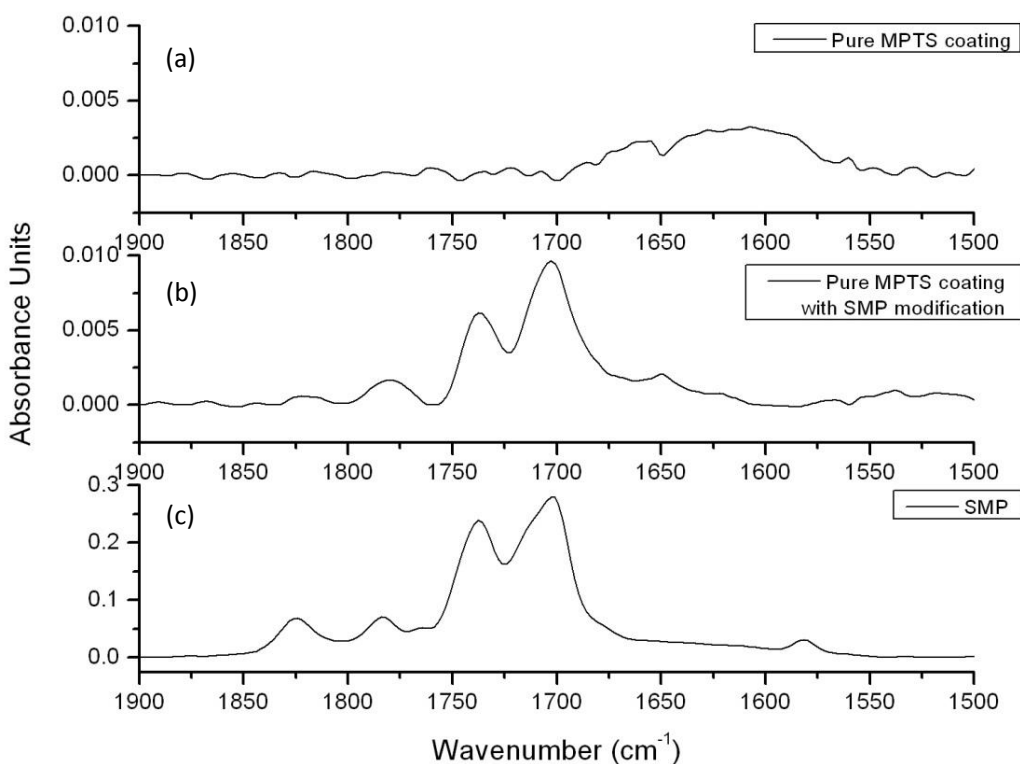 (a)
Pure MPTS coating
0.010
0.005
0.000
1900 1850 1800 1750 1700 1650 1600 1550 1500
(b)
Pure MPTS coating
with SMP modification
0.010
0.005
0.000
1900 1850 1800 1750 1700 1650 1600 1550 1500
(c)
SMP
0.3
0.2
0.1
0.0
1900 1850 1800 1750 1700 1650 1600 1550 1500
Absorbance Units
Wavenumber (cm⁻¹)